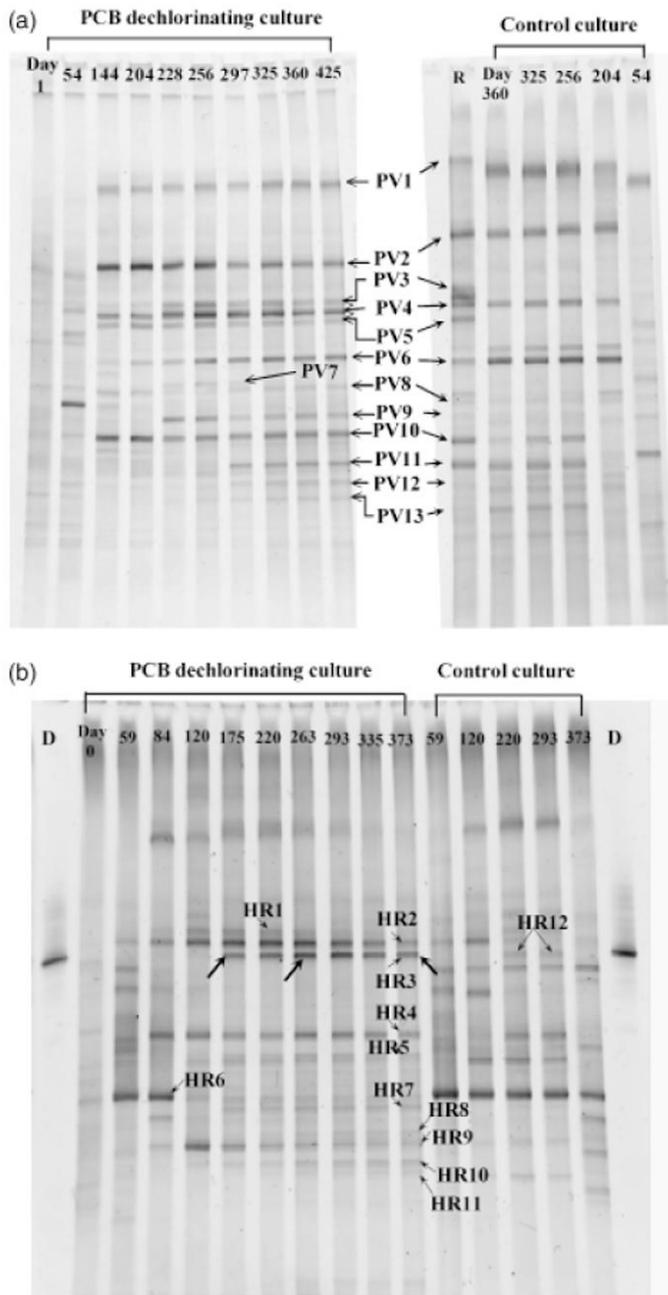 (a)
PCB dechlorinating culture
Control culture
Day 1 54 144 204 228 256 297 325 360 425
R Day 360 325 256 204 54
PV1
PV2
PV3
PV4
PV5
PV6
PV7
PV8
PV9
PV10
PV11
PV12
PV13
(b)
PCB dechlorinating culture Control culture
D Day 0 59 84 120 175 220 263 293 335 373 59 120 220 293 373 D
HR1 HR2
HR12
HR3
HR4
HR5
HR6
HR7
HR8
HR9
HR10
HR11